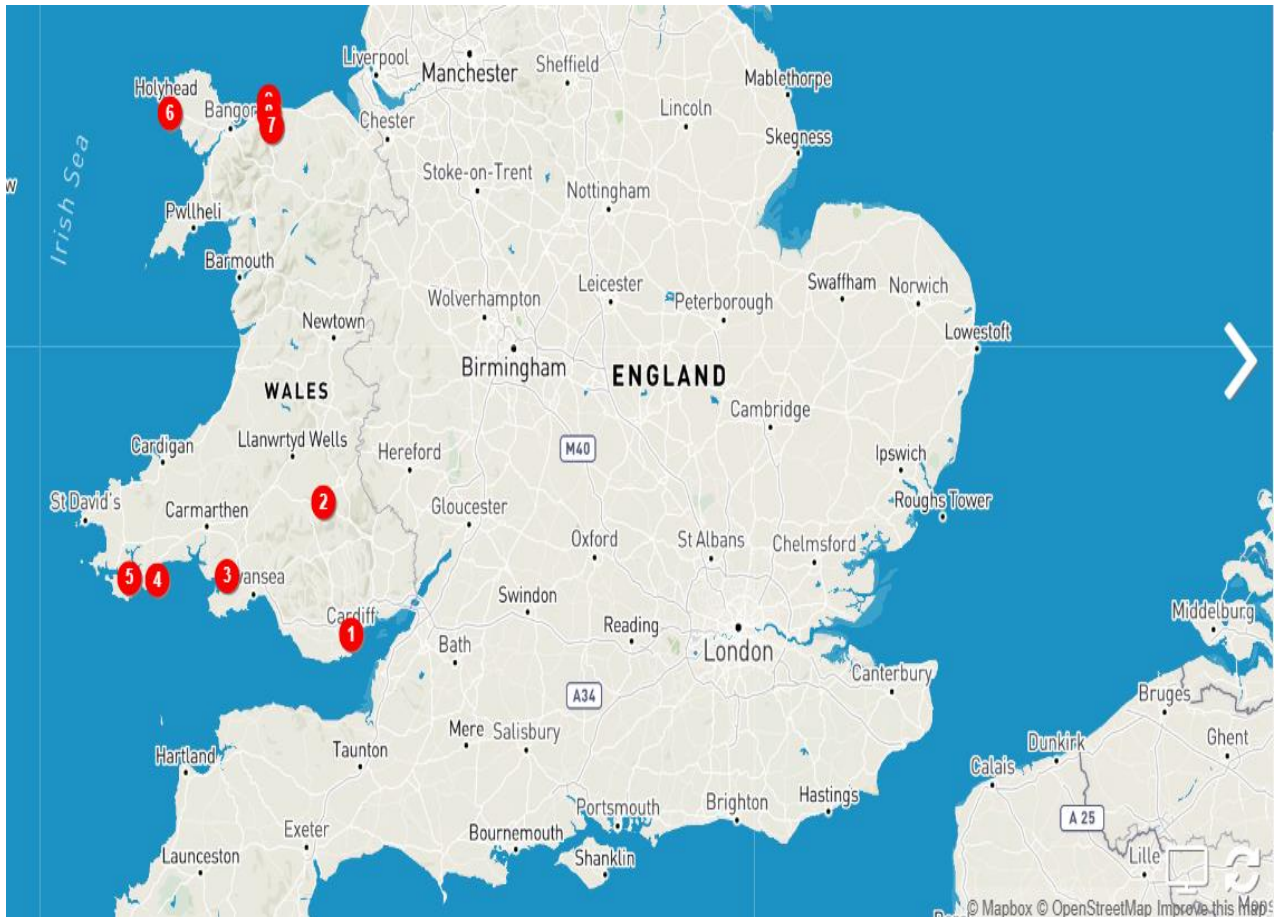 Liverpool
Manchester
Sheffield
Mablethorpe
Holyhead
6
Bangor
7
Chester
Lincoln
Skegness
w
Irish Sea
Stoke-on-Trent
Nottingham
Pwllheli
Barmouth
Wolverhampton
Leicester
Peterborough
Swaffham
Norwich
Newtown
Lowestoft
Birmingham
ENGLAND
WALES
Cambridge
Cardigan
Llanwrtyd Wells
Hereford
M40
Ipswich
St David's
Carmarthen
2
Gloucester
Roughs Tower
Oxford
St Albans
Chelmsford
5
4
3
vansea
Swindon
Cardiff
1
Reading
London
Middelburg
Bath
Canterbury
A34
Bruges
Mere
Salisbury
Hartland
Taunton
Dunkirk
Ghent
Calais
Portsmouth
Brighton
Hastings
A 25
Exeter
Bournemouth
Launceston
Shanklin
Lille
© Mapbox © OpenStreetMap Improve this map